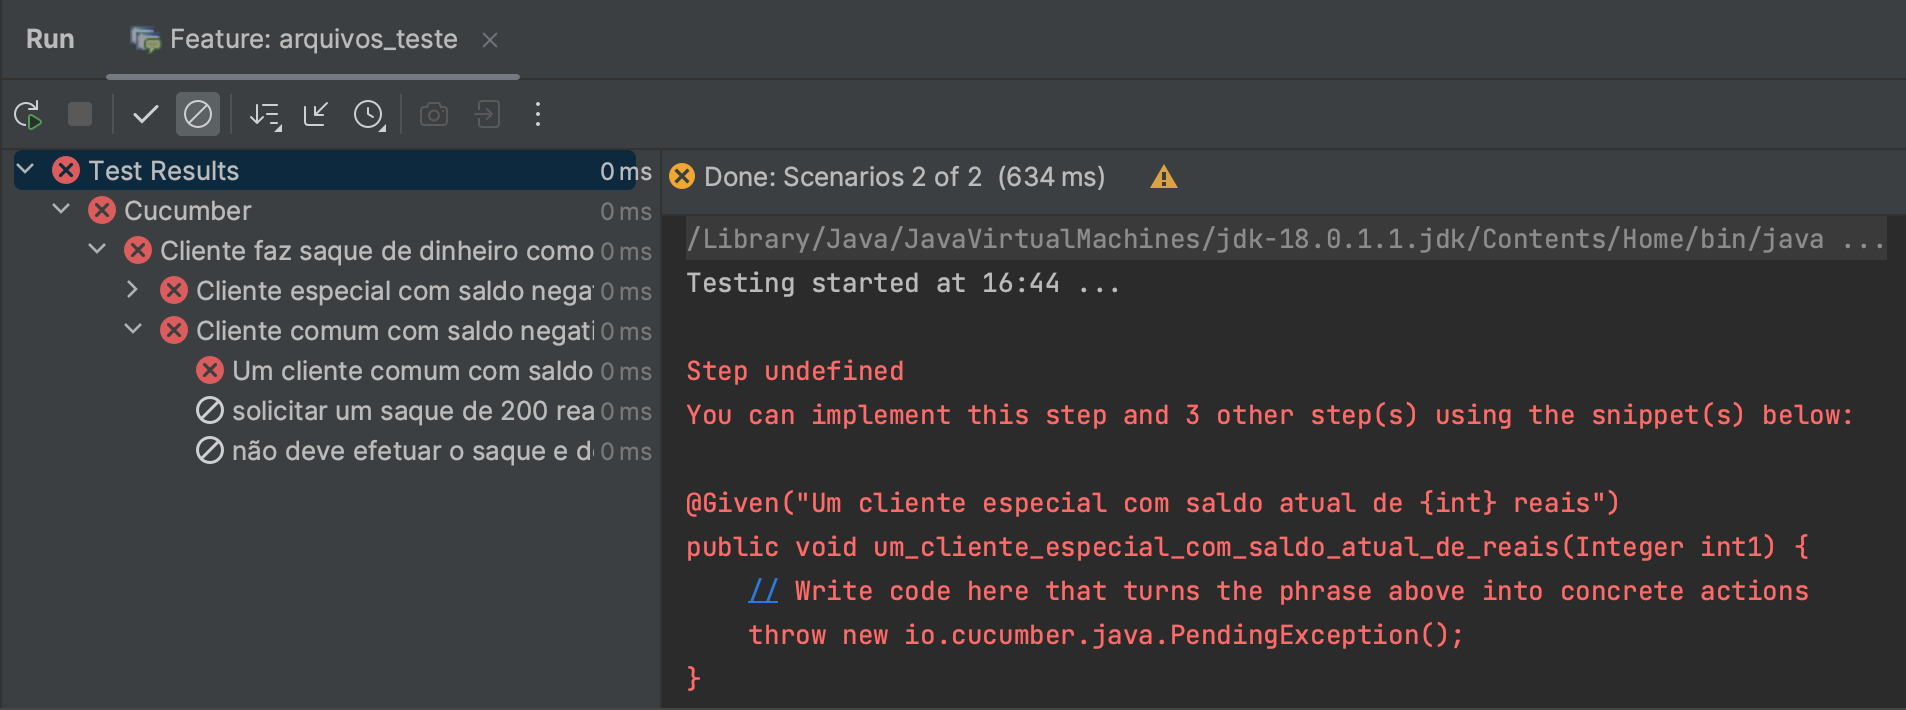 Run
Feature: arquivos_teste
Test Results 0 ms
Cucumber 0 ms
Cliente faz saque de dinheiro como 0 ms
Cliente especial com saldo nega 0 ms
Cliente comum com saldo negati 0 ms
Um cliente comum com saldo 0 ms
solicitar um saque de 200 rea 0 ms
não deve efetuar o saque e d 0 ms
Done: Scenarios 2 of 2 (634 ms)
/Library/Java/JavaVirtualMachines/jdk-18.0.1.1.jdk/Contents/Home/bin/java ...
Testing started at 16:44 ...
Step undefined
You can implement this step and 3 other step(s) using the snippet(s) below:
@Given("Um cliente especial com saldo atual de {int} reais")
public void um_cliente_especial_com_saldo_atual_de_reais(Integer int1) {
// Write code here that turns the phrase above into concrete actions
throw new io.cucumber.java.PendingException();
}